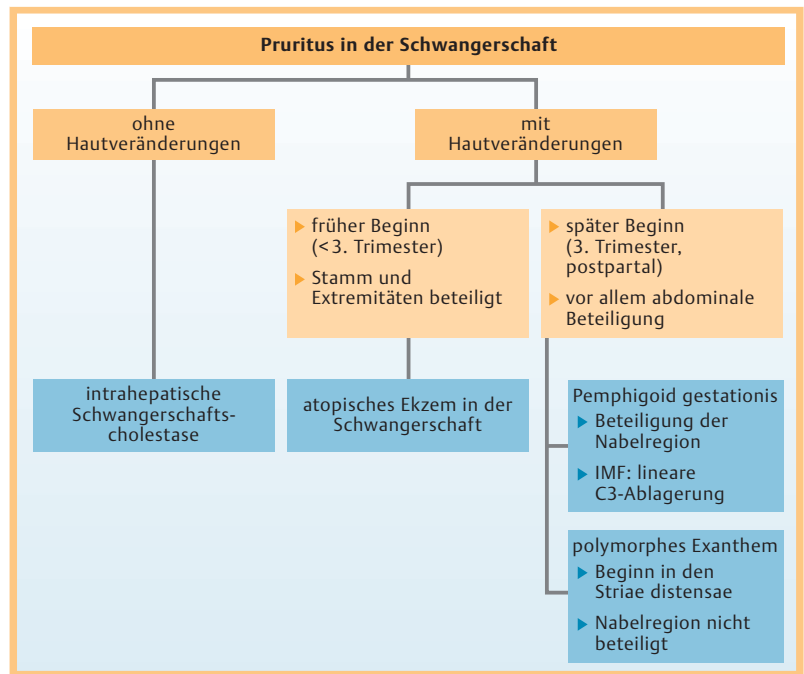 Pruritus in der Schwangerschaft
ohne
Hautveränderungen
mit
Hautveränderungen
▶ früher Beginn
(< 3. Trimester)
▶ Stamm und
Extremitäten beteiligt
▶ später Beginn
(3. Trimester,
postpartal)
▶ vor allem abdominale
Beteiligung
intrahepatische
Schwangerschafts-
cholestase
atopisches Ekzem in der
Schwangerschaft
Pemphigoid gestationis
▶ Beteiligung der
Nabelregion
▶ IMF: lineare
C3-Ablagerung
polymorphes Exanthem
▶ Beginn in den
Striae distensae
▶ Nabelregion nicht
beteiligt